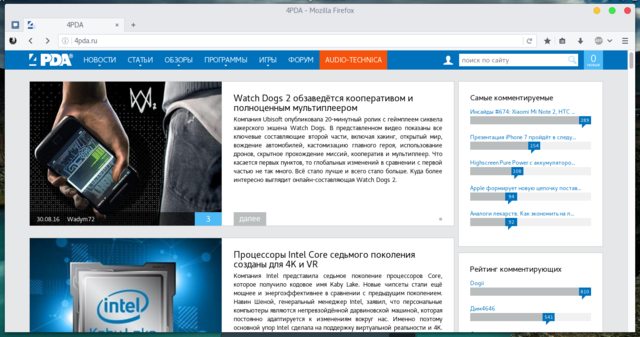 4PDA - Mozilla Firefox
4PDA
4pda.ru
4PDA
НОВОСТИ СТАТЬИ ОБЗОРЫ ПРОГРАММЫ ИГРЫ ФОРУМ AUDIO-TECHNICA
поиск по сайту
0
30.08.16 Wadym72
3
Watch Dogs 2 обзаведётся кооперативом и
полноценным мультиплеером
Компания Ubisoft опубликовала 20-минутный ролик с геймплеем сиквела
хакерского экшена Watch Dogs. В представленном видео показаны все
ключевые составляющие второй части, включая хакинг, открытый мир,
вождение автомобилей, кастомизацию главного героя, использование
дронов, скрытное прохождение миссий, кооператив и мультиплеер. Что
касается первых пунктов, то глобальных изменений в сравнении с первой
частью не так много. Всё стало лучше и всего стало больше. Куда более
интересно выглядит онлайн-составляющая Watch Dogs 2.
далее
intel
Kaby Lake
Процессоры Intel Core седьмого поколения
созданы для 4K и VR
Компания Intel представила седьмое поколение процессоров Core,
которое получило кодовое имя Kaby Lake. Новые чипсеты стали ещё
мощнее и энергоэффективнее в сравнении с предыдущим поколением.
Навин Шеной, генеральный менеджер Intel, заявил, что персональные
компьютеры являются непревзойдённой дарвиновской машиной, которая
постоянно адаптируется к изменениям вокруг нас. Именно поэтому
основной упор Intel сделала на поддержку виртуальной реальности и 4K.
Самые комментируемые
Инсайды #674: Xiaomi Mi Note 2, HTC ...
289
Презентация iPhone 7 пройдёт в следу...
154
Highscreen Pure Power с аккумуляторо...
108
Apple формирует новую цепочку постав...
94
Аналоги лекарств. Как экономить на п...
92
Рейтинг комментирующих
Dogii
810
Дим4646
541